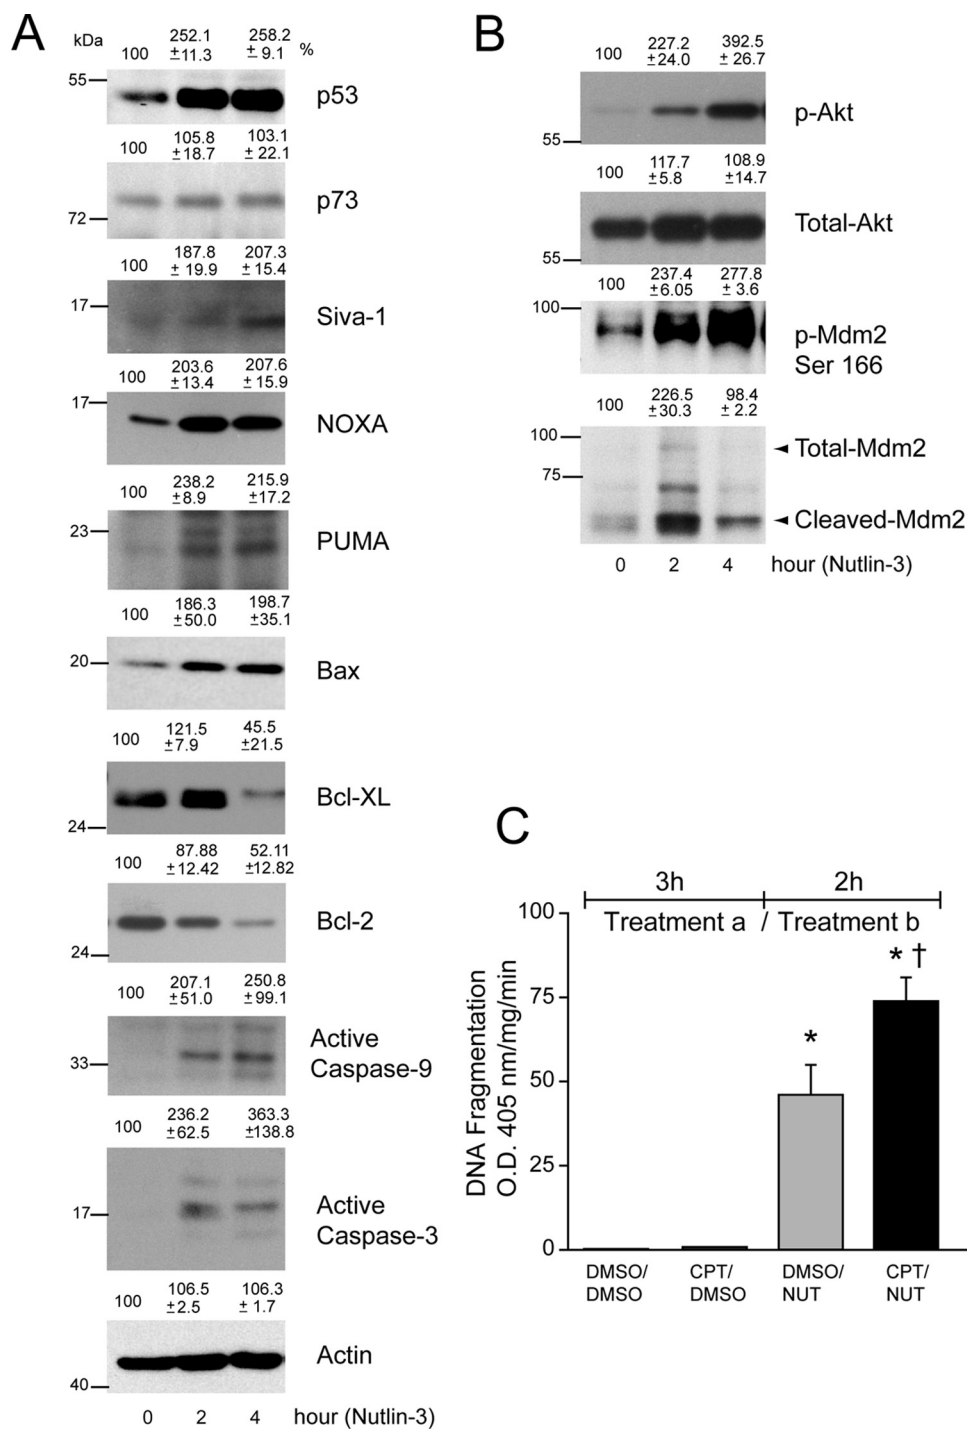 A
kDa
100
252.1
±11.3
258.2
± 9.1
%
55
p53
100
105.8
±18.7
103.1
± 22.1
p73
72
100
187.8
± 19.9
207.3
± 15.4
17
Siva-1
100
203.6
±13.4
207.6
±15.9
17
NOXA
100
238.2
±8.9
215.9
±17.2
23
PUMA
100
186.3
±50.0
198.7
±35.1
20
Bax
100
121.5
±7.9
45.5
±21.5
Bcl-XL
24
100
87.88
±12.42
52.11
±12.82
Bcl-2
24
100
207.1
±51.0
250.8
±99.1
Active
Caspase-9
33
100
236.2
±62.5
363.3
±138.8
17
Active
Caspase-3
100
106.5
±2.5
106.3
± 1.7
Actin
40
0 2 4 hour (Nutlin-3)
B
100
227.2
±24.0
392.5
± 26.7
p-Akt
55
100
117.7
±5.8
108.9
±14.7
Total-Akt
55
100
237.4
±6.05
277.8
± 3.6
100
p-Mdm2
Ser 166
100
226.5
±30.3
98.4
± 2.2
100
Total-Mdm2
75
Cleaved-Mdm2
0 2 4 hour (Nutlin-3)
C
3h 2h
Treatment a / Treatment b
100
75
50
25
0
DNA Fragmentation
O.D. 405 nm/mg/min
*
* †
DMSO/
DMSO
CPT/
DMSO
DMSO/
NUT
CPT/
NUT